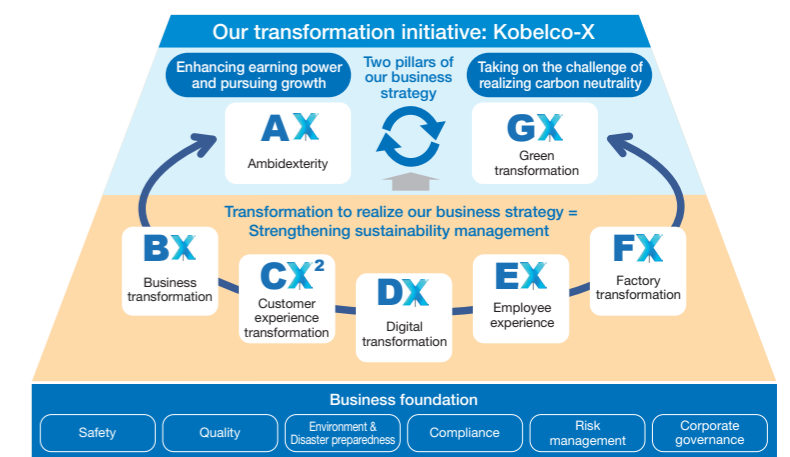 Our transformation initiative: Kobelco-X
Enhancing earning power
and pursuing growth
Two pillars of
our business
strategy
Taking on the challenge of
realizing carbon neutrality
AX
Ambidexterity
GX
Green
transformation
Transformation to realize our business strategy =
Strengthening sustainability management
BX
Business
transformation
CX²
Customer
experience
transformation
DX
Digital
transformation
EX
Employee
experience
FX
Factory
transformation
Business foundation
Safety
Quality
Environment &
Disaster preparedness
Compliance
Risk
management
Corporate
governance